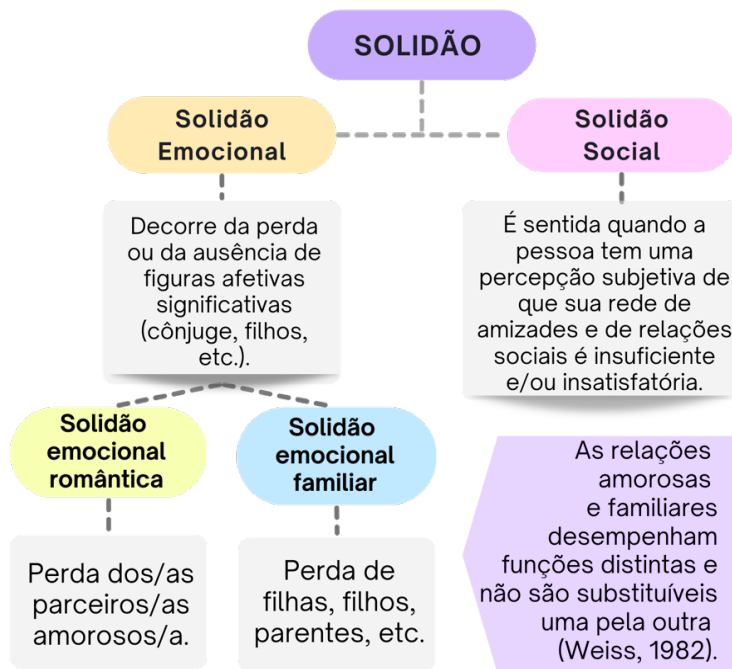 SOLIDÃO
Solidão
Emocional
Solidão
Social
Decorre da perda
ou da ausência de
figuras afetivas
significativas
(cônjuge, filhos,
etc.).
É sentida quando a
pessoa tem uma
percepção subjetiva de
que sua rede de
amizades e de relações
sociais é insuficiente
e/ou insatisfatória.
Solidão
emocional
romântica
Solidão
emocional
familiar
Perda dos/as
parceiros/as
amorosos/a.
Perda de
filhas, filhos,
parentes, etc.
As relações
amorosas
e familiares
desempenham
funções distintas e
não são substituíveis
uma pela outra
(Weiss, 1982).